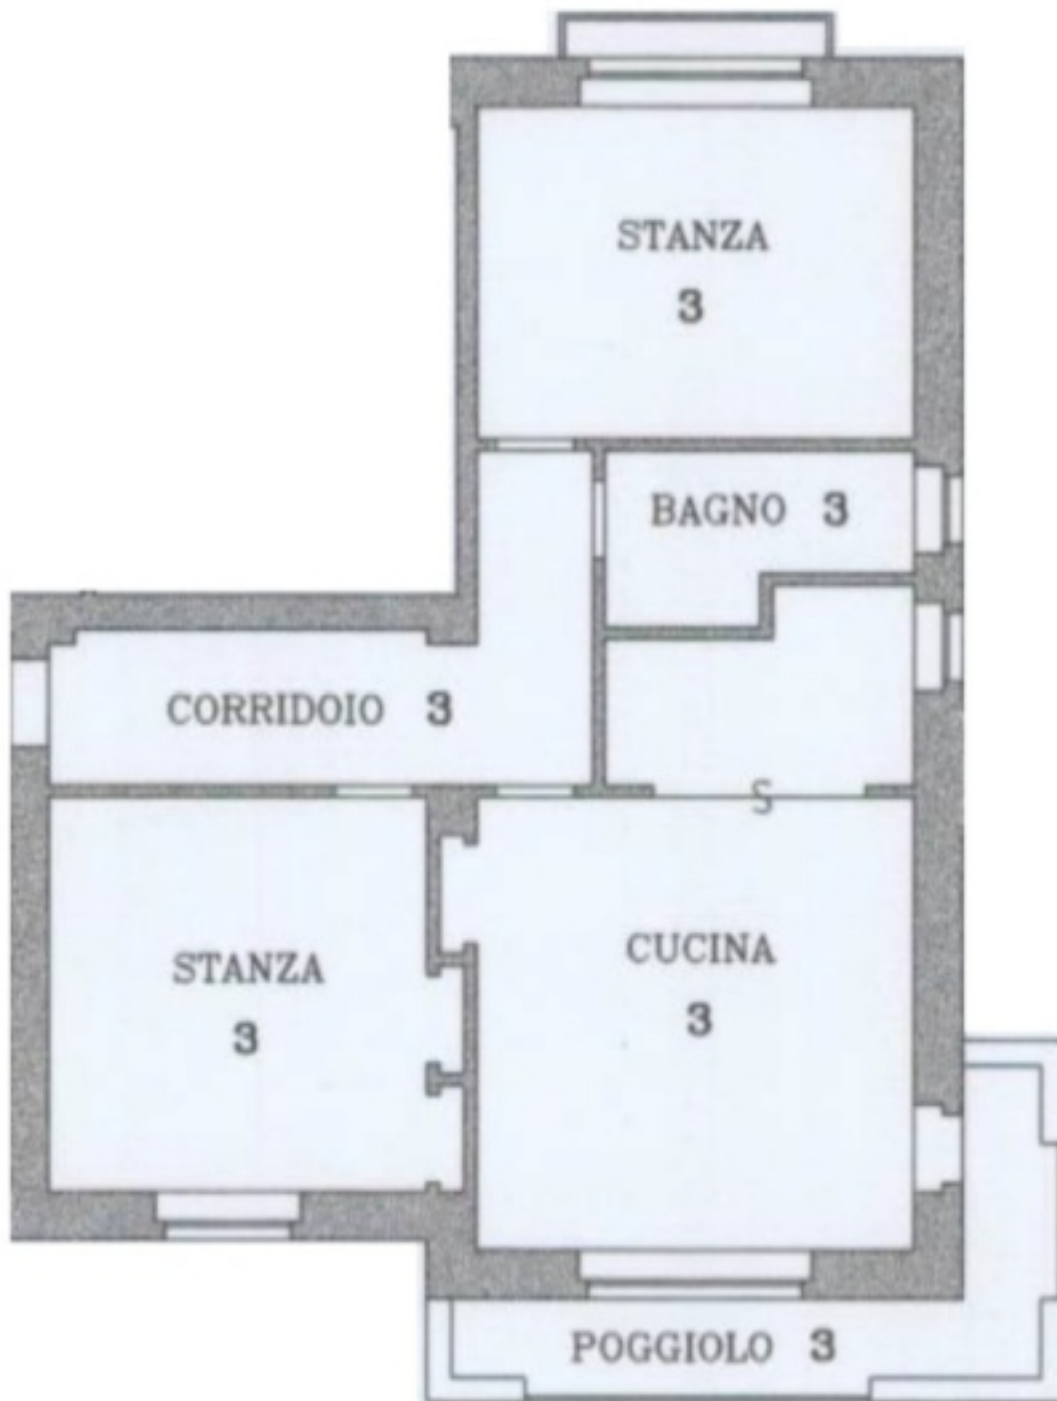 STANZA
3
BAGNO 3
CORRIDOIO 3
S
STANZA
3
CUCINA
3
POGGIOLO 3